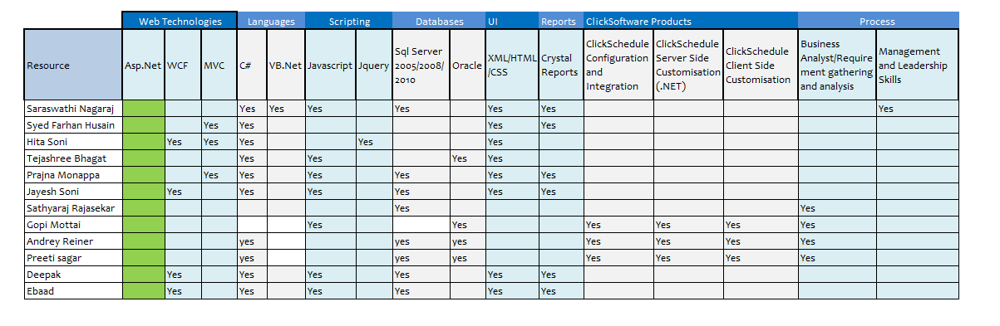 Web Technologies Languages Scripting Databases UI Reports ClickSoftware Products Process
Resource Asp.Net WCF MVC C# VB.Net Javascript Jquery Sql Server 2005/2008/2010 Oracle XML/HTML/CSS Crystal Reports ClickSchedule Configuration and Integration ClickSchedule Server Side Customisation (.NET) ClickSchedule Client Side Customisation Business Analyst/Requirement gathering and analysis Management and Leadership Skills
Saraswathi Nagaraj Yes Yes Yes Yes Yes Yes Yes
Syed Farhan Husain Yes Yes Yes Yes
Hita Soni Yes Yes Yes Yes Yes
Tejashree Bhagat Yes Yes Yes Yes
Prajna Monappa Yes Yes Yes Yes Yes Yes
Jayesh Soni Yes Yes Yes Yes Yes Yes
Sathyaraj Rajasekar Yes Yes
Gopi Mottai Yes Yes Yes Yes Yes Yes
Andrey Reiner yes yes yes Yes Yes Yes Yes
Preeti sagar yes yes yes Yes Yes Yes Yes
Deepak Yes Yes Yes Yes Yes Yes
Ebaad Yes Yes Yes Yes Yes Yes